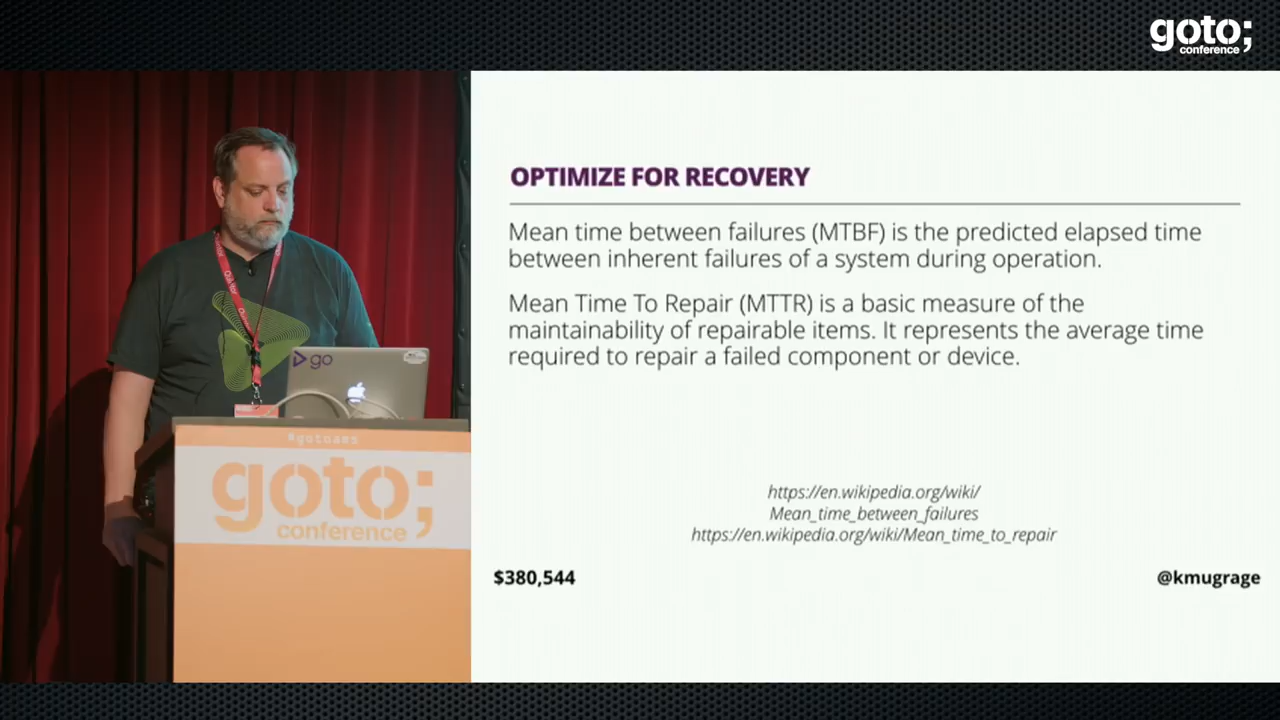 goto;
conference
OPTIMIZE FOR RECOVERY
Mean time between failures (MTBF) is the predicted elapsed time
between inherent failures of a system during operation.
Mean Time To Repair (MTTR) is a basic measure of the
maintainability of repairable items. It represents the average time
required to repair a failed component or device.
https://en.wikipedia.org/wiki/
Mean_time_between_failures
https://en.wikipedia.org/wiki/Mean_time_to_repair
$380,544
@kmugrage
go
#gotoams
goto;
conference